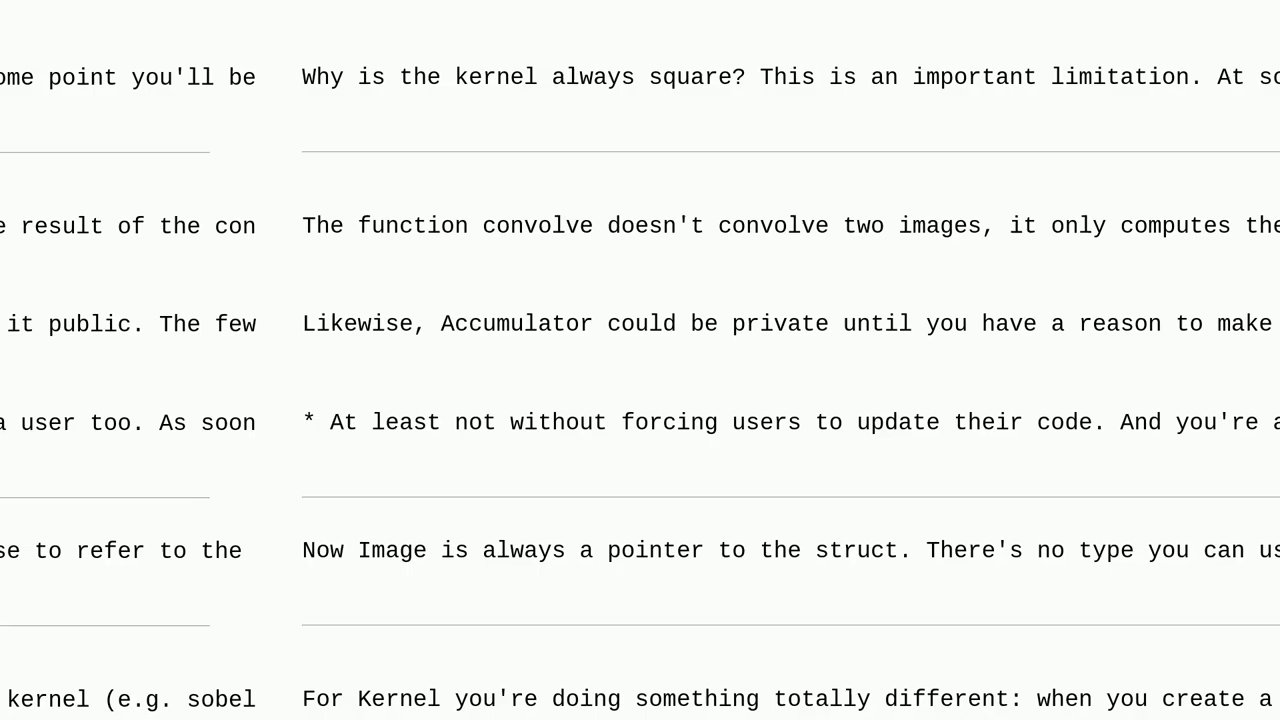 ome point you'll be Why is the kernel always square? This is an important limitation. At so
e result of the con The function convolve doesn't convolve two images, it only computes the
it public. The few Likewise, Accumulator could be private until you have a reason to make
a user too. As soon * At least not without forcing users to update their code. And you're a
se to refer to the Now Image is always a pointer to the struct. There's no type you can us
kernel (e.g. sobel For Kernel you're doing something totally different: when you create a